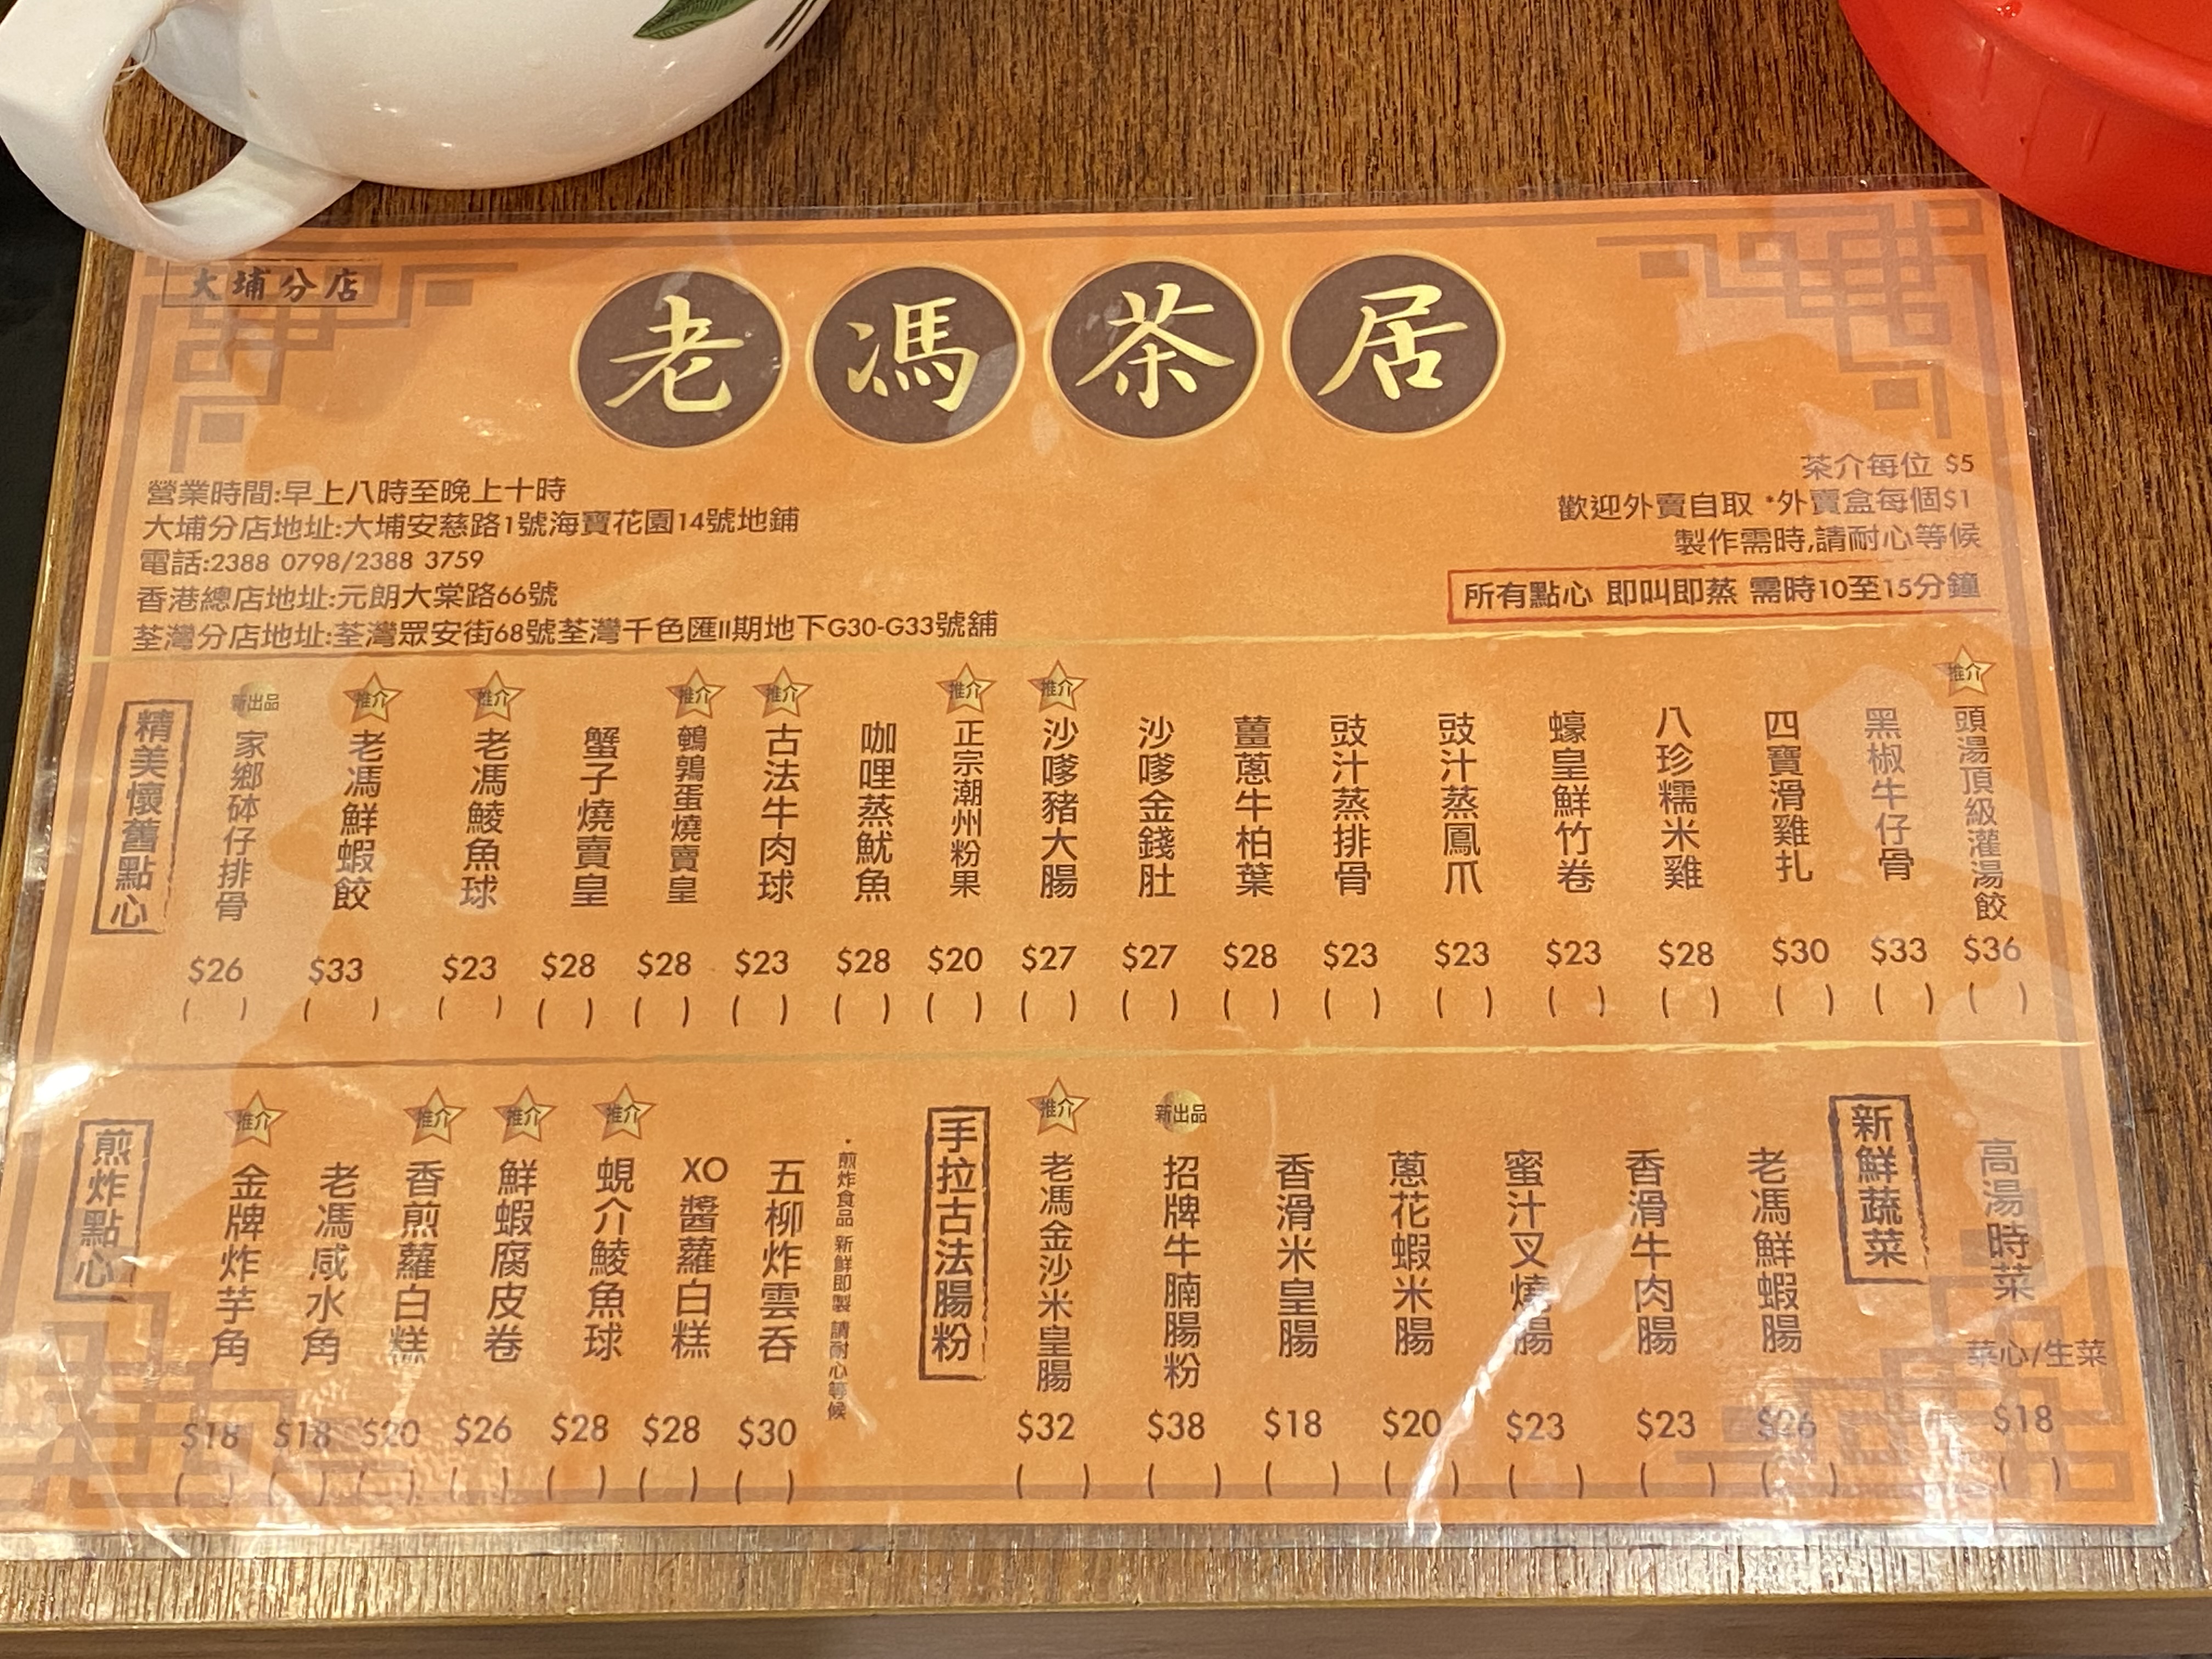 大埔分店
老馮茶居
營業時間:早上八時至晚上十時
大埔分店地址:大埔安慈路1號海寶花園14號地鋪
電話:2388 0798/2388 3759
香港總店地址:元朗大棠路66號
荃灣分店地址:荃灣眾安街68號荃灣千色匯II期地下G30-G33號舖
茶介每位 $5
歡迎外賣自取 *外賣盒每個$1
製作需時,請耐心等候
所有點心 即叫即蒸 需時10至15分鐘
精美懷舊點心
新出品
家鄉砵仔排骨
$26
( )
推介
老馮鮮蝦餃
$33
( )
推介
老馮鯪魚球
$23
( )
蟹子燒賣皇
$28
( )
推介
鵪鶉蛋燒賣皇
$28
( )
推介
古法牛肉球
$23
( )
咖哩蒸魷魚
$28
( )
推介
正宗潮州粉果
$20
( )
推介
沙嗲豬大腸
$27
( )
沙嗲金錢肚
$27
( )
薑蔥牛柏葉
$28
( )
豉汁蒸排骨
$23
( )
豉汁蒸鳳爪
$23
( )
蠔皇鮮竹卷
$23
( )
八珍糯米雞
$28
( )
四寶滑雞扎
$30
( )
黑椒牛仔骨
$33
( )
推介
頭湯頂級灌湯餃
$36
( )
煎炸點心
推介
金牌炸芋角
$18
( )
老馮咸水角
$18
( )
推介
香煎蘿白糕
$20
( )
推介
鮮蝦腐皮卷
$26
( )
推介
蜆介鯪魚球
$28
( )
XO醬蘿白糕
$28
( )
五柳炸雲吞
$30
( )
·煎炸食品 新鮮即製 請耐心等候
手拉古法腸粉
推介
老馮金沙米皇腸
$32
( )
新出品
招牌牛腩腸粉
$38
( )
香滑米皇腸
$18
( )
蔥花蝦米腸
$20
( )
蜜汁叉燒腸
$23
( )
香滑牛肉腸
$23
( )
老馮鮮蝦腸
$26
( )
新鮮蔬菜
高湯時菜
菜心/生菜
$18
( )